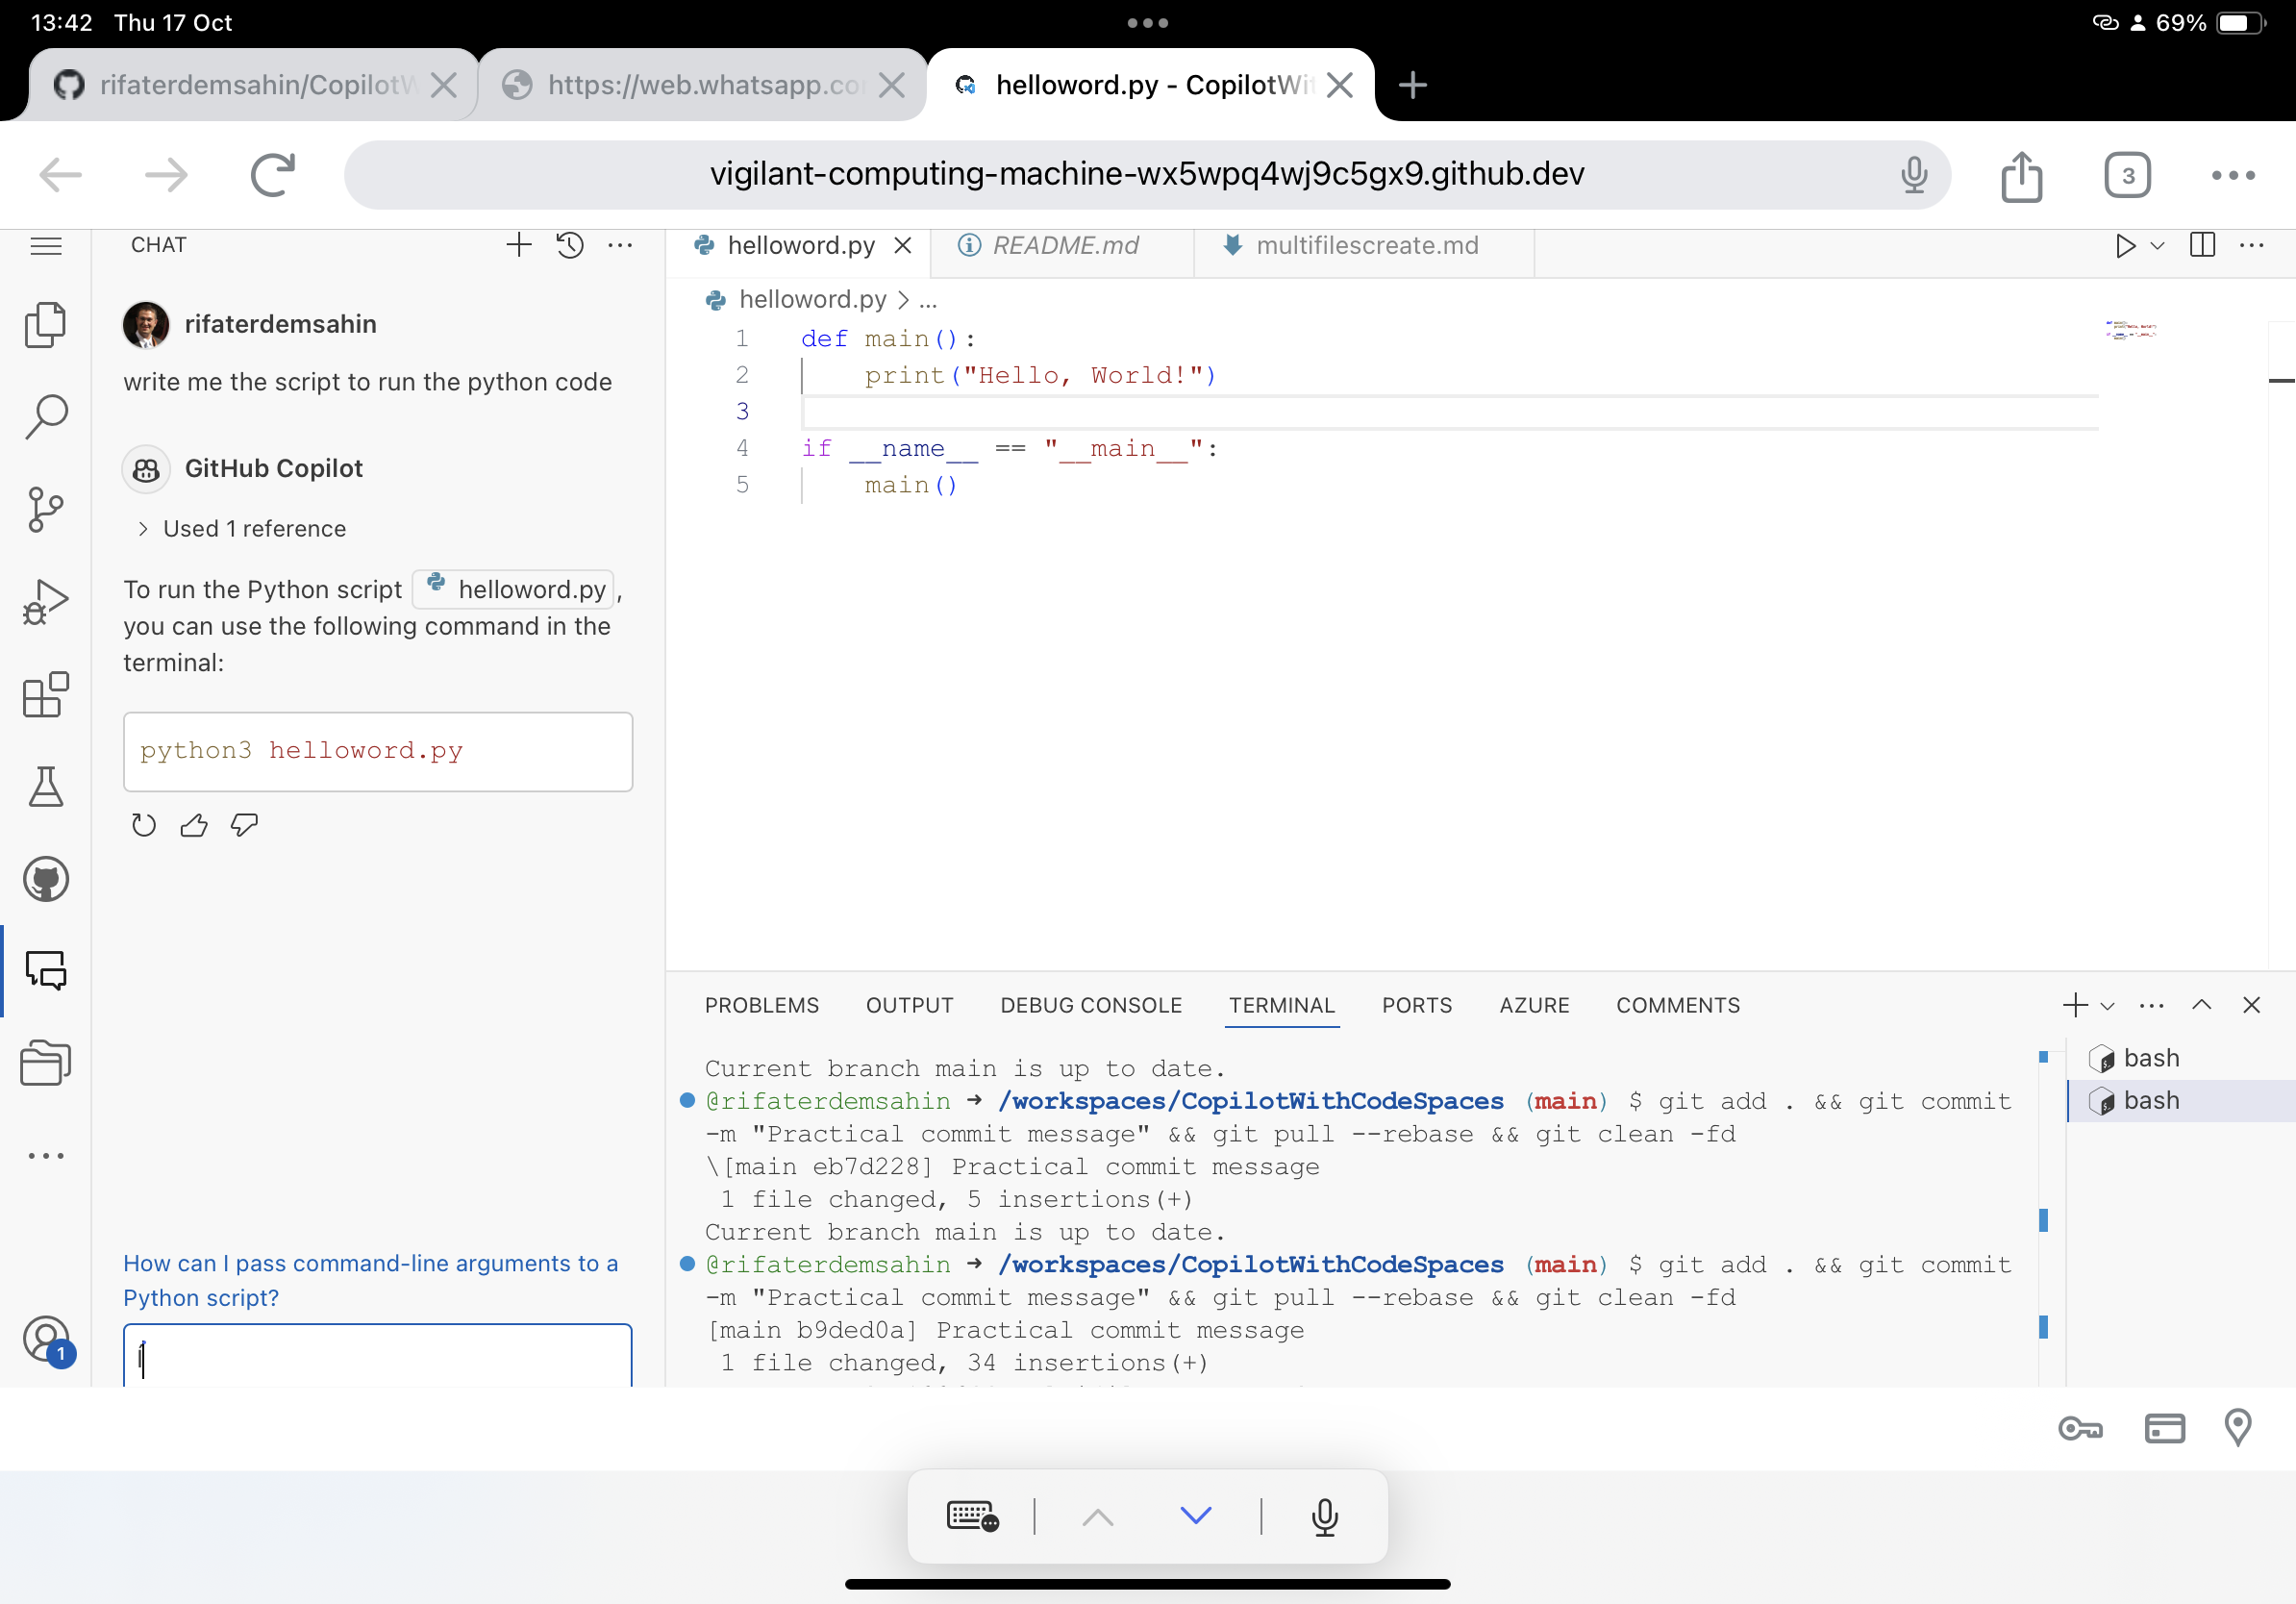 13:42 Thu 17 Oct
69%
rifaterdemsahin/CopilotW
https://web.whatsapp.co
helloword.py - CopilotWi
vigilant-computing-machine-wx5wpq4wj9c5gx9.github.dev
3
CHAT
rifaterdemsahin
write me the script to run the python code
GitHub Copilot
Used 1 reference
To run the Python script helloword.py,
you can use the following command in the
terminal:
python3 helloword.py
How can I pass command-line arguments to a
Python script?
i
1
helloword.py
README.md
multifilescreate.md
helloword.py > ...
1 def main():
2 print("Hello, World!")
3
4 if __name__ == "__main__":
5 main()
PROBLEMS OUTPUT DEBUG CONSOLE TERMINAL PORTS AZURE COMMENTS
Current branch main is up to date.
@rifaterdemsahin ➜ /workspaces/CopilotWithCodeSpaces (main) $ git add . && git commit
-m "Practical commit message" && git pull --rebase && git clean -fd
\[main eb7d228] Practical commit message
1 file changed, 5 insertions(+)
Current branch main is up to date.
@rifaterdemsahin ➜ /workspaces/CopilotWithCodeSpaces (main) $ git add . && git commit
-m "Practical commit message" && git pull --rebase && git clean -fd
[main b9ded0a] Practical commit message
1 file changed, 34 insertions(+)
bash
bash